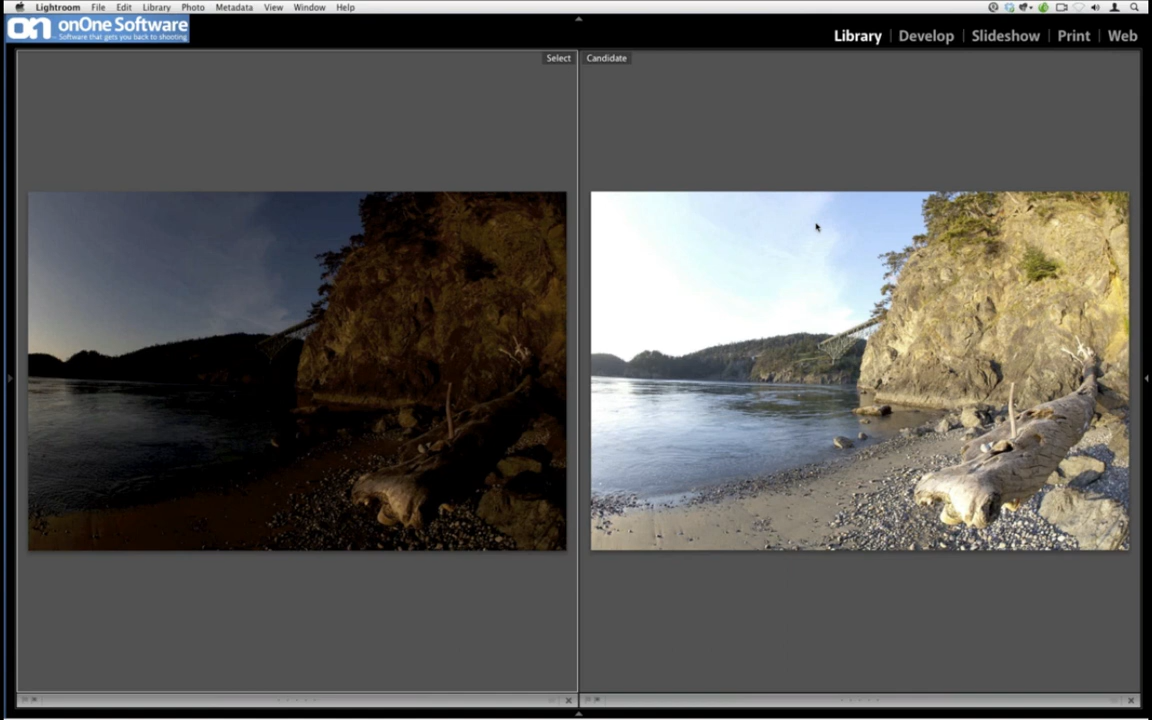 Lightroom File Edit Library Photo Metadata View Window Help
on onOne Software
Software that gets you back to shooting
Library | Develop | Slideshow | Print | Web
Select
Candidate